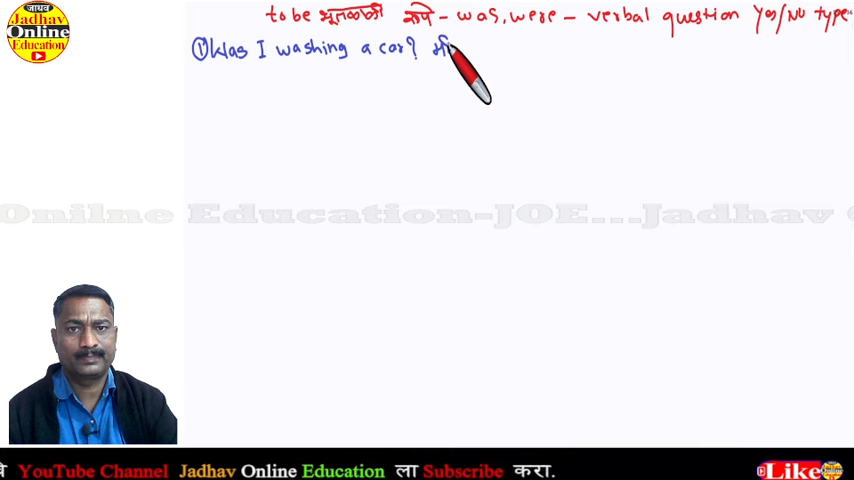 जाधव
Online
Education
to be भूतकाळी रूपे - was, were - verbal question Yes/No type
① Was I washing a car? मी
Onilne Education-JOE...Jadhav
YouTube Channel Jadhav Online Education ला Subscribe करा.
Like